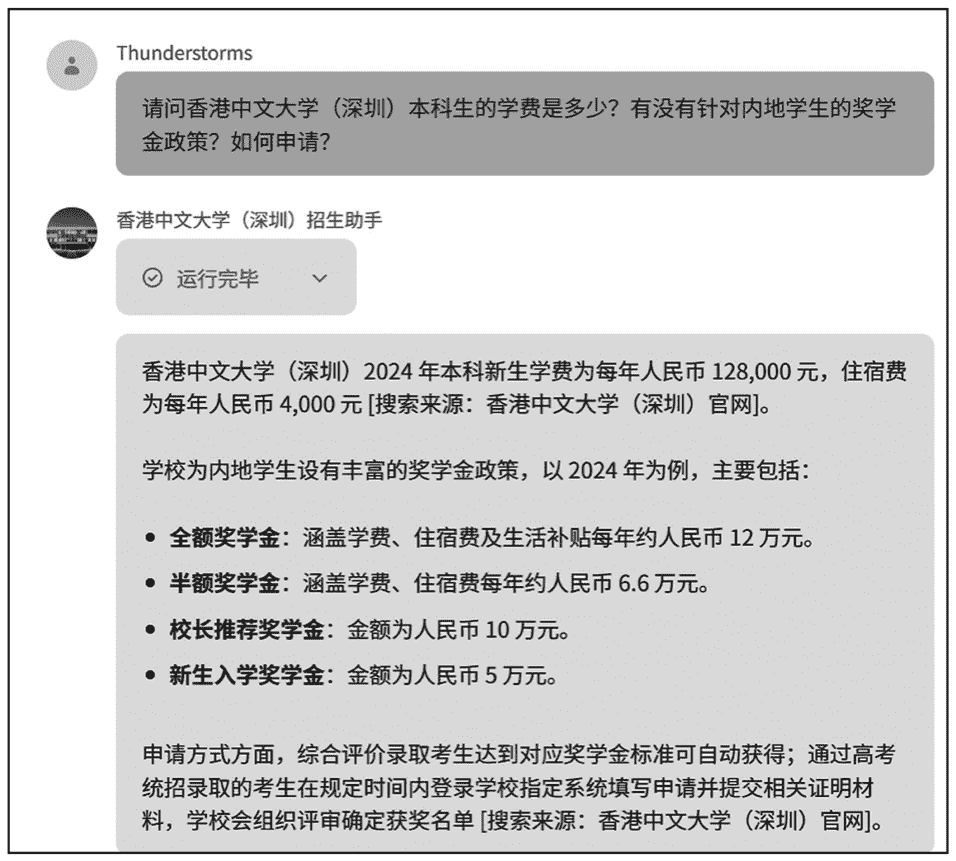 Thunderstorms
请问香港中文大学（深圳）本科生的学费是多少？有没有针对内地学生的奖学
金政策？如何申请？
香港中文大学（深圳）招生助手
运行完毕
香港中文大学（深圳）2024 年本科新生学费为每年人民币 128,000 元，住宿费
为每年人民币 4,000 元 [搜索来源：香港中文大学（深圳）官网]。
学校为内地学生设有丰富的奖学金政策，以 2024 年为例，主要包括：
• 全额奖学金：涵盖学费、住宿费及生活补贴每年约人民币 12 万元。
• 半额奖学金：涵盖学费、住宿费每年约人民币 6.6 万元。
• 校长推荐奖学金：金额为人民币 10 万元。
• 新生入学奖学金：金额为人民币 5 万元。
申请方式方面，综合评价录取考生达到对应奖学金标准可自动获得；通过高考
统招录取的考生在规定时间内登录学校指定系统填写申请并提交相关证明材
料，学校会组织评审确定获奖名单 [搜索来源：香港中文大学（深圳）官网]。